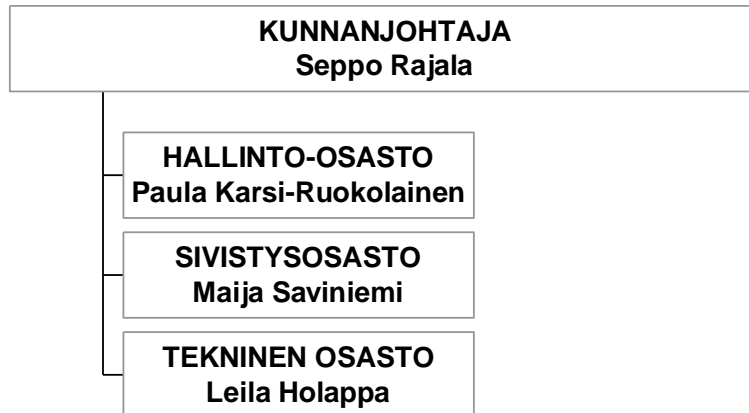 KUNNANJOHTAJA
Seppo Rajala
HALLINTO-OSASTO
Paula Karsi-Ruokolainen
SIVISTYSOSASTO
Maija Saviniemi
TEKNINEN OSASTO
Leila Holappa